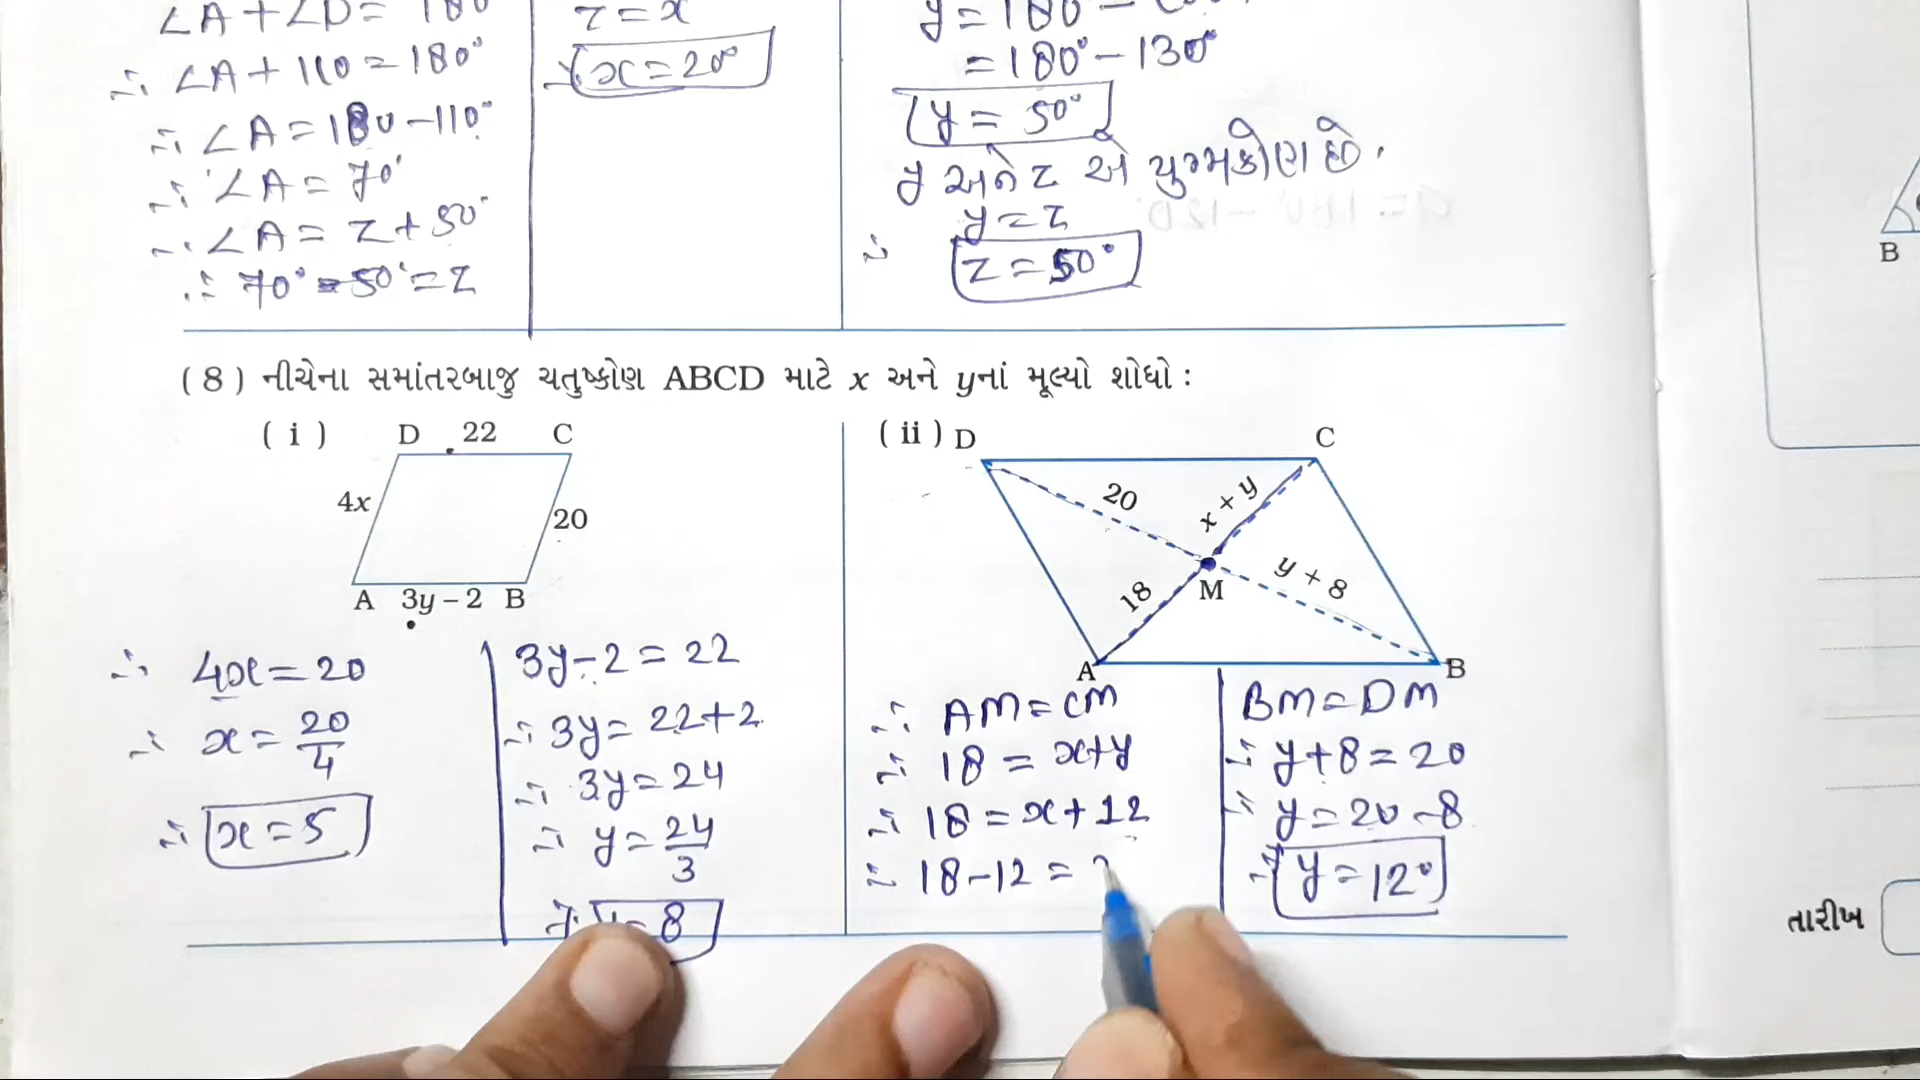 ∠A + ∠D = 180
∴ ∠A + 110 = 180°
∴ ∠A = 180 - 110°
∴ ∠A = 70°
∴ ∠A = z + 50°
∴ 70° - 50° = z
z = x
x = 20°
y = 180 -
= 180° - 130°
y = 50°
y અને z એ યુગ્મકોણ છે.
y = z
∴ z = 50°
B
( 8 ) નીચેના સમાંતરબાજુ ચતુષ્કોણ ABCD માટે x અને yનાં મૂલ્યો શોધો :
( i )
D 22 C
4x
20
A 3y – 2 B
∴ 4x = 20
∴ x = 20/4
∴ x = 5
3y - 2 = 22
∴ 3y = 22 + 2
∴ 3y = 24
∴ y = 24/3
= 8
( ii ) D
C
20
x + y
18
M
y + 8
A
B
∴ AM = CM
∴ 18 = x + y
∴ 18 = x + 12
∴ 18 - 12 =
BM = DM
∴ y + 8 = 20
∴ y = 20 - 8
∴ y = 12°
તારીખ